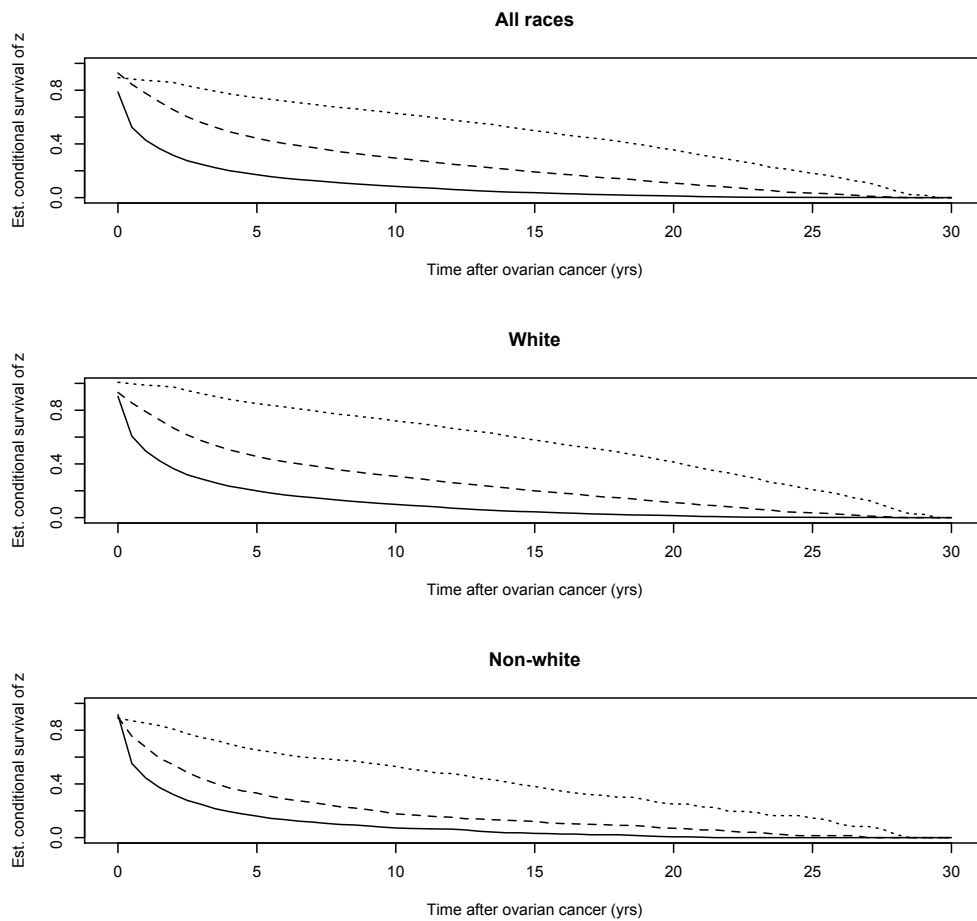 All races
Est. conditional survival of z
0.8
0.4
0.0
0 5 10 15 20 25 30
Time after ovarian cancer (yrs)
White
Est. conditional survival of z
0.8
0.4
0.0
0 5 10 15 20 25 30
Time after ovarian cancer (yrs)
Non-white
Est. conditional survival of z
0.8
0.4
0.0
0 5 10 15 20 25 30
Time after ovarian cancer (yrs)